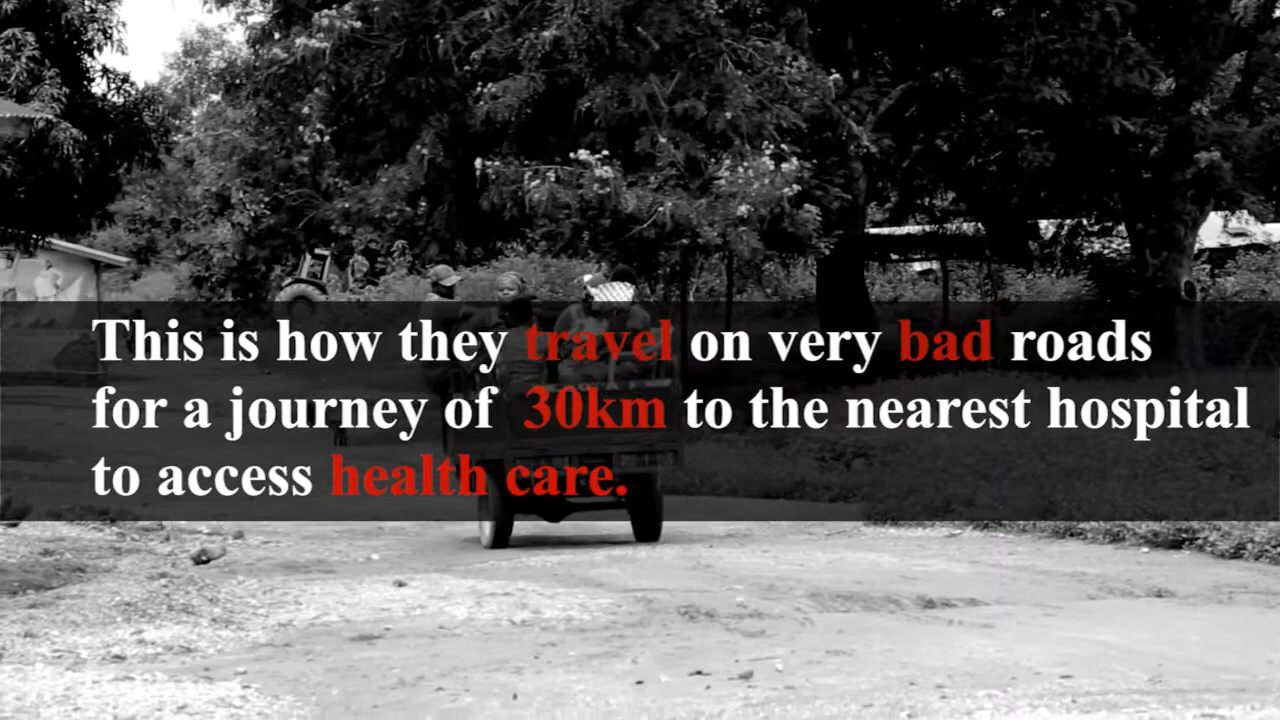 This is how they travel on very bad roads
for a journey of 30km to the nearest hospital
to access health care.